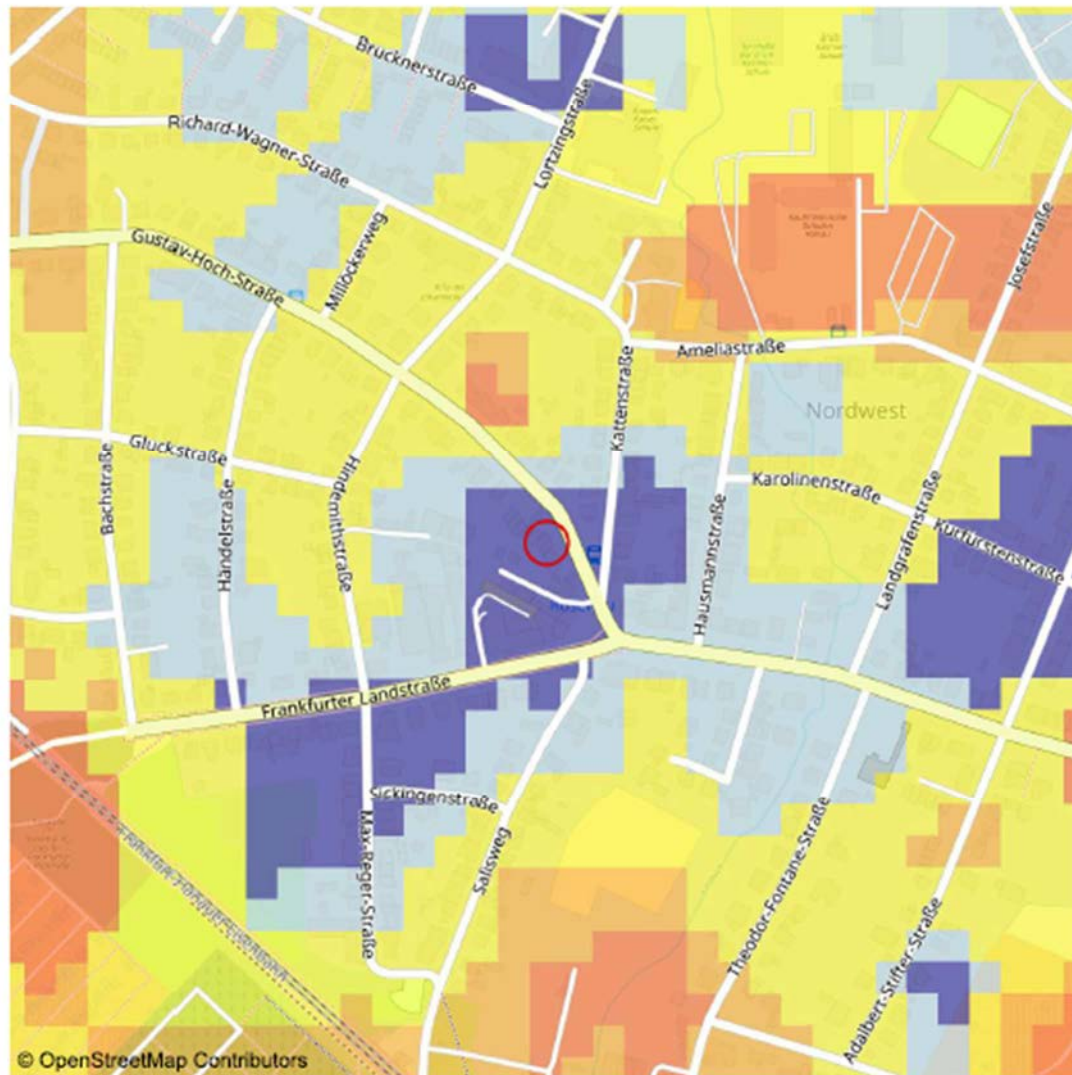 Brucknerstraße
Richard-Wagner-Straße
Lortzingstraße
Josefstraße
Gustav-Hoch-Straße
Millöckerweg
Ameliastraße
Kattenstraße
Nordwest
Gluckstraße
Bachstraße
Händelstraße
Hindemithstraße
Karolinenstraße
Hausmannstraße
Landgrafenstraße
Kurfürstenstraße
Frankfurter Landstraße
Sickingenstraße
Max-Reger-Straße
Salisweg
Theodor-Fontane-Straße
Adalbert-Stifter-Straße
© OpenStreetMap Contributors